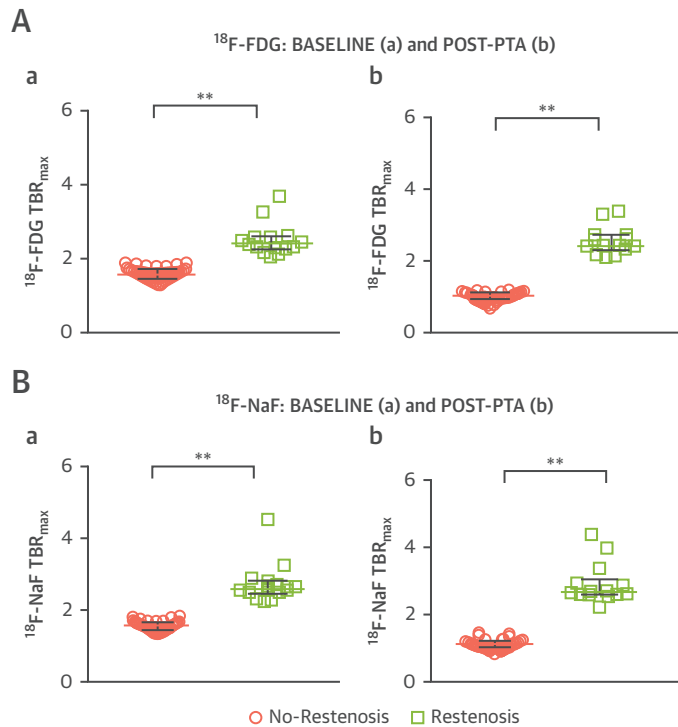 A
¹⁸F-FDG: BASELINE (a) and POST-PTA (b)
a
**
6
4
2
0
¹⁸F-FDG TBRmax
b
**
6
4
2
0
¹⁸F-FDG TBRmax
B
¹⁸F-NaF: BASELINE (a) and POST-PTA (b)
a
**
6
4
2
0
¹⁸F-NaF TBRmax
b
**
6
4
2
0
¹⁸F-NaF TBRmax
No-Restenosis Restenosis